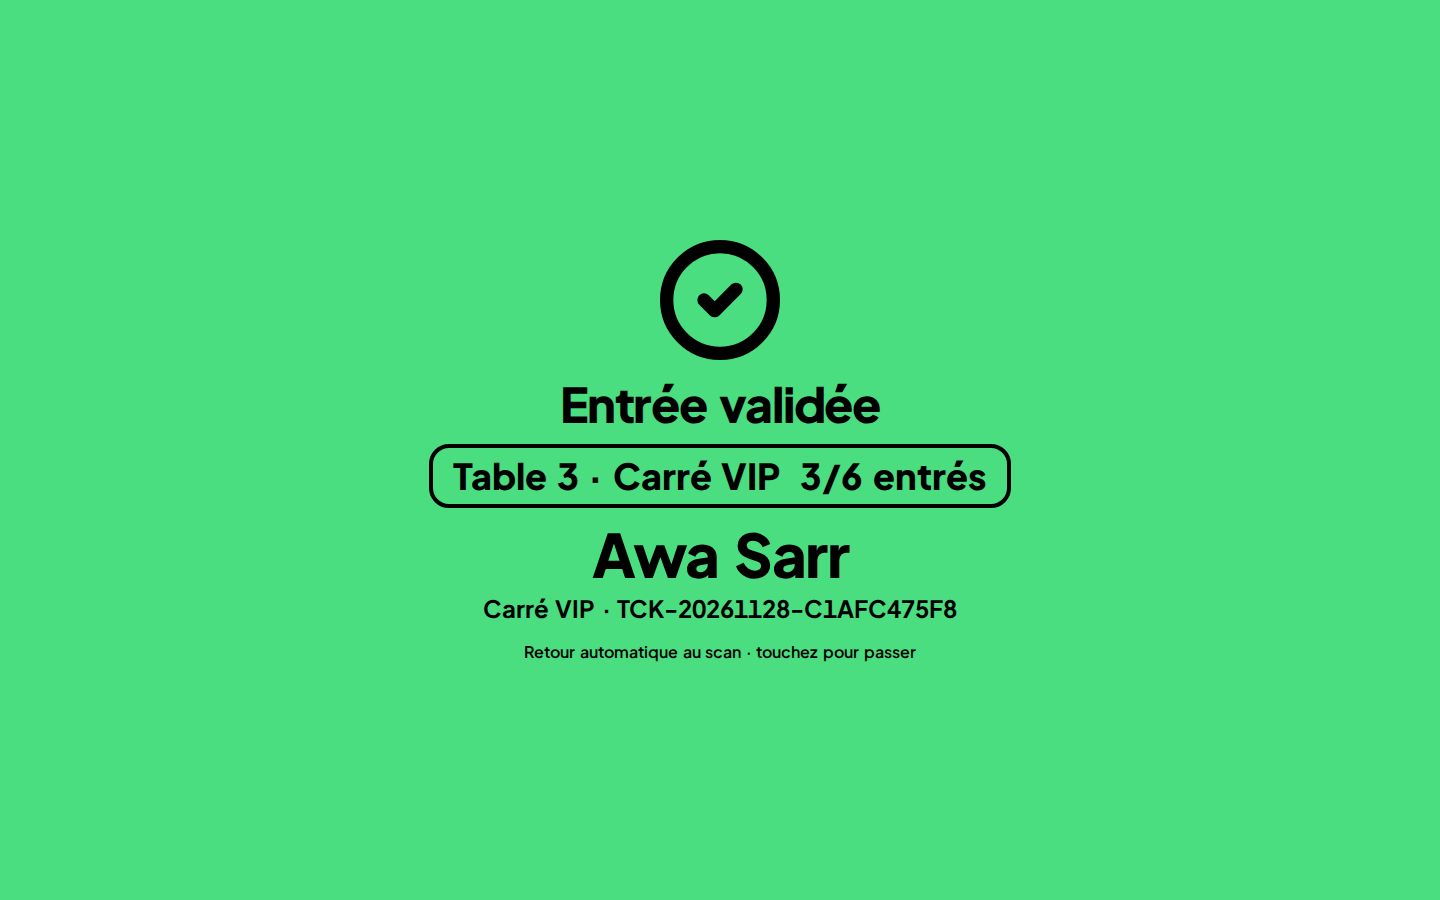 Entrée validée
Table 3 · Carré VIP 3/6 entrés
Awa Sarr
Carré VIP · TCK-20261128-C1AFC475F8
Retour automatique au scan · touchez pour passer